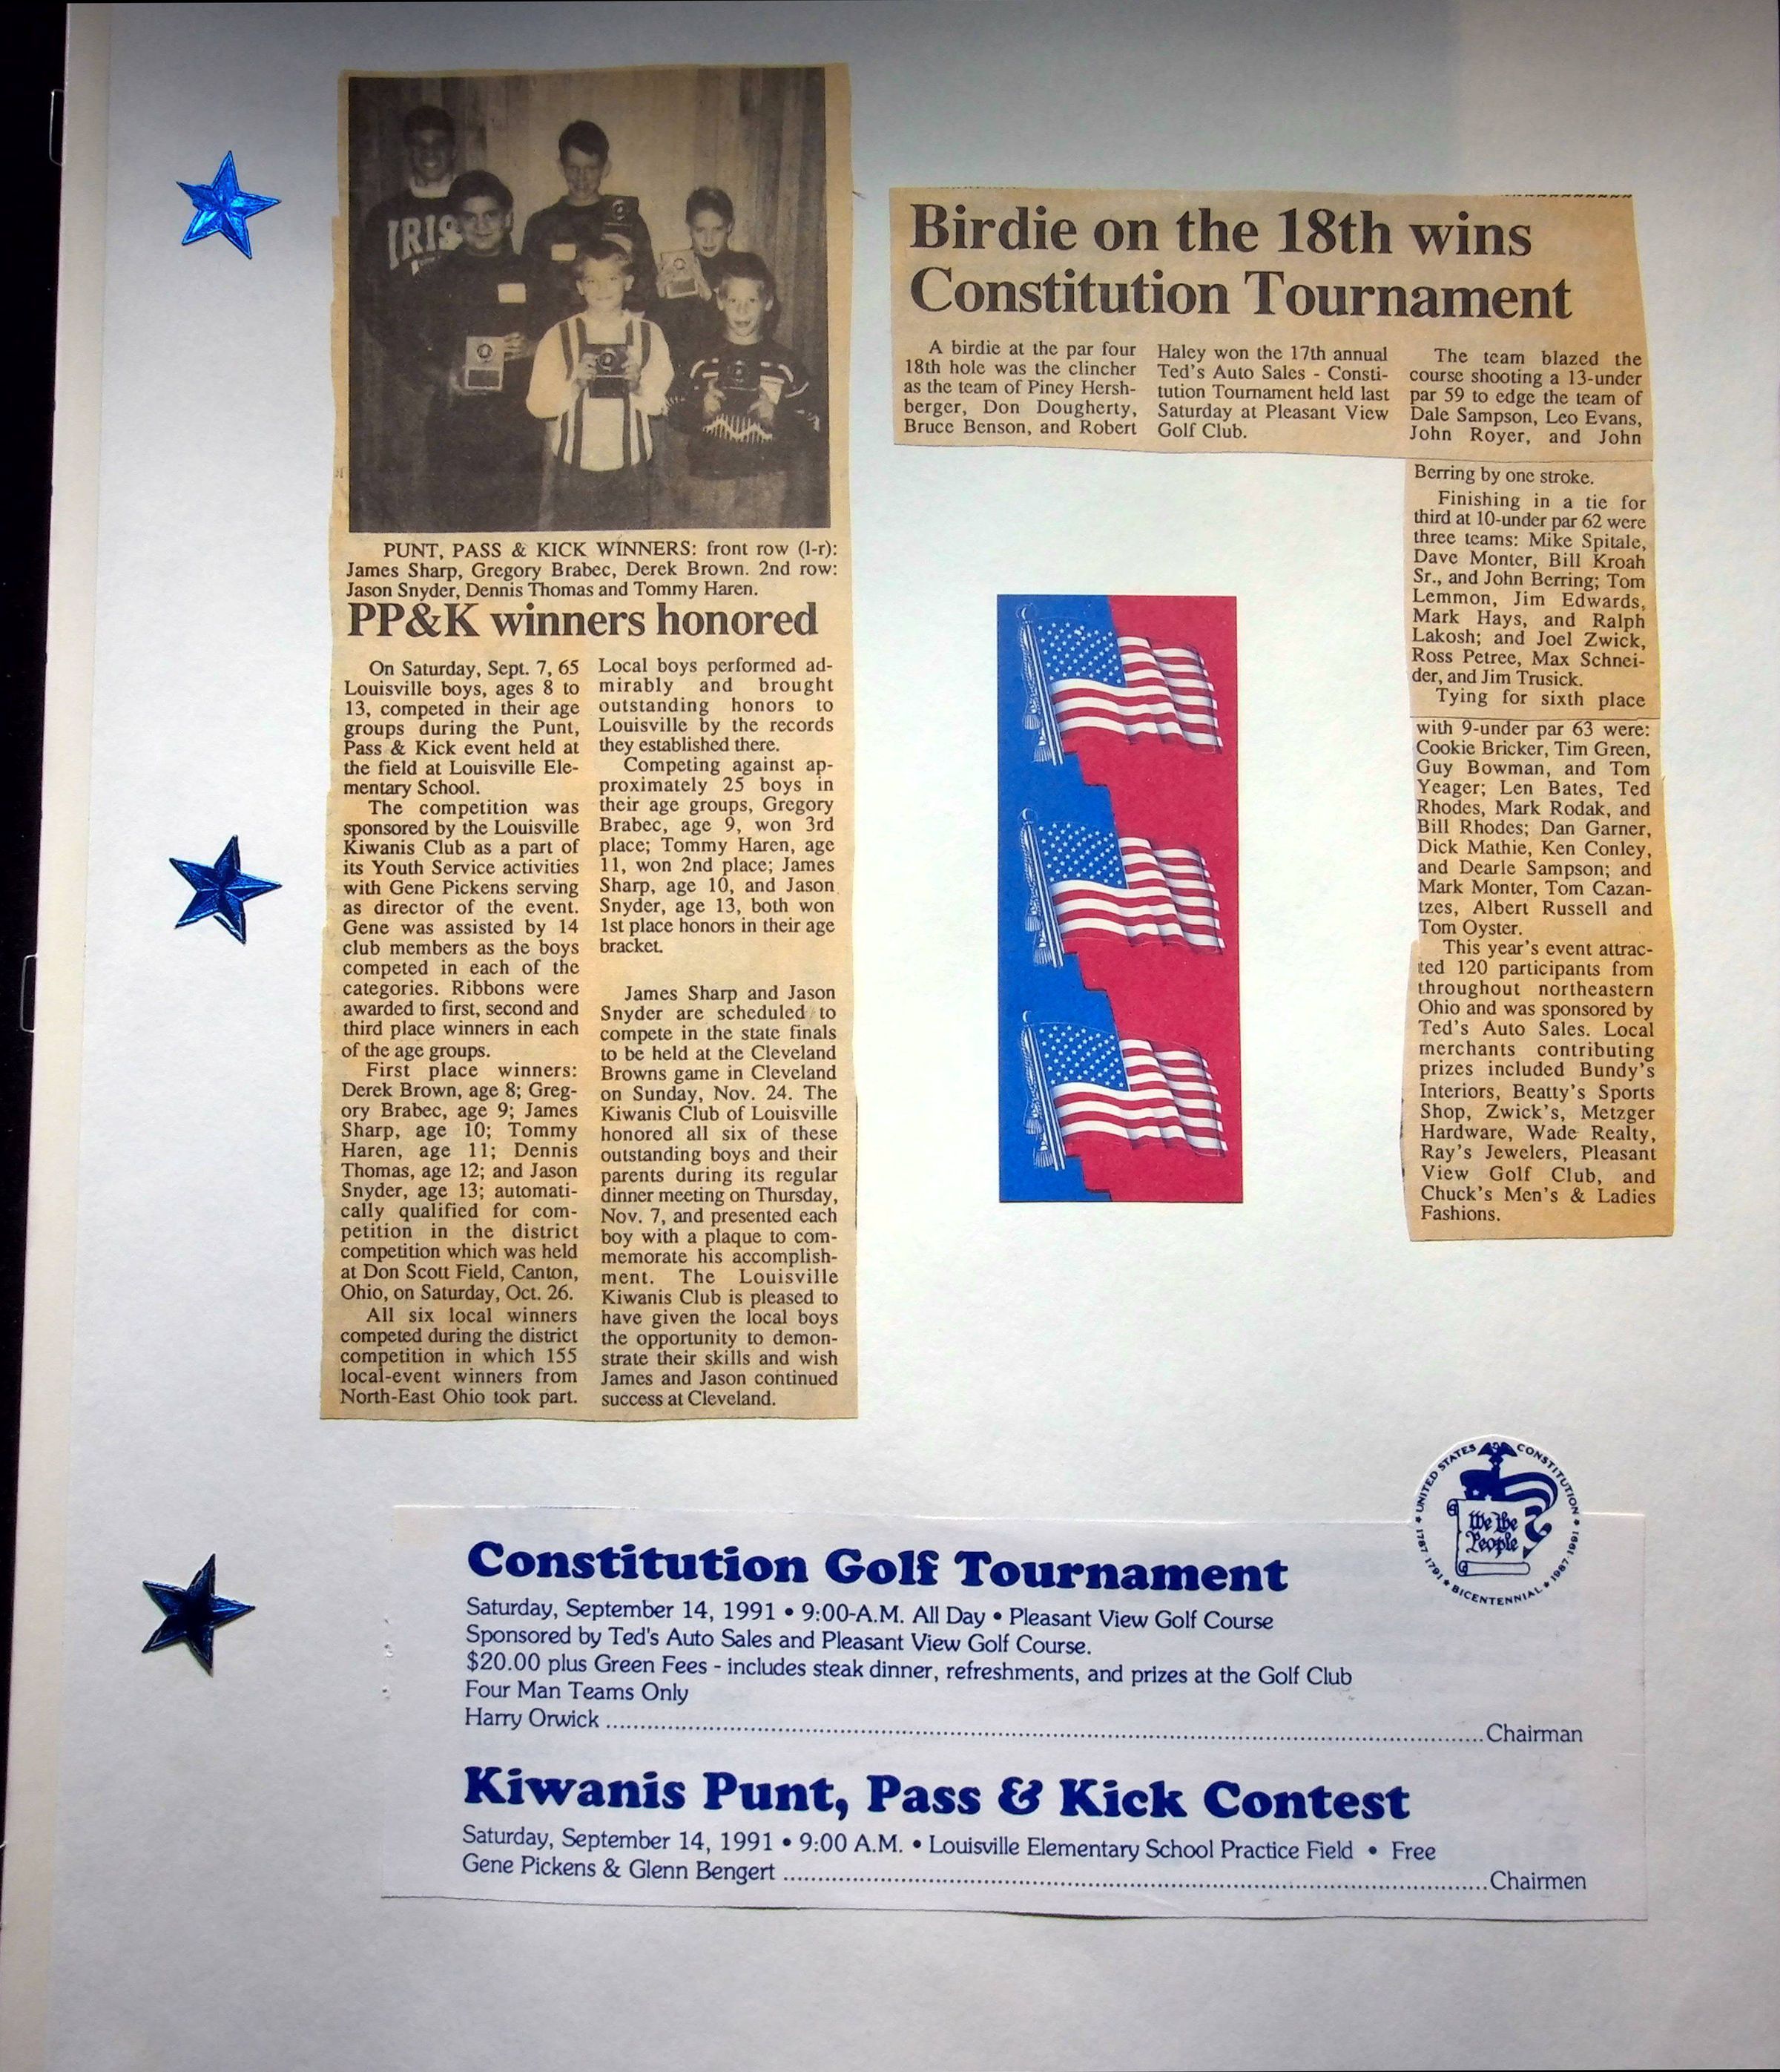 IRIS
PUNT, PASS & KICK WINNERS: front row (l-r):
James Sharp, Gregory Brabec, Derek Brown. 2nd row:
Jason Snyder, Dennis Thomas and Tommy Haren.
PP&K winners honored
On Saturday, Sept. 7, 65
Louisville boys, ages 8 to
13, competed in their age
groups during the Punt,
Pass & Kick event held at
the field at Louisville Ele-
mentary School.
The competition was
sponsored by the Louisville
Kiwanis Club as a part of
its Youth Service activities
with Gene Pickens serving
as director of the event.
Gene was assisted by 14
club members as the boys
competed in each of the
categories. Ribbons were
awarded to first, second and
third place winners in each
of the age groups.
First place winners:
Derek Brown, age 8; Greg-
ory Brabec, age 9; James
Sharp, age 10; Tommy
Haren, age 11; Dennis
Thomas, age 12; and Jason
Snyder, age 13; automati-
cally qualified for com-
petition in the district
competition which was held
at Don Scott Field, Canton,
Ohio, on Saturday, Oct. 26.
All six local winners
competed during the district
competition in which 155
local-event winners from
North-East Ohio took part.
Local boys performed ad-
mirably and brought
outstanding honors to
Louisville by the records
they established there.
Competing against ap-
proximately 25 boys in
their age groups, Gregory
Brabec, age 9, won 3rd
place; Tommy Haren, age
11, won 2nd place; James
Sharp, age 10, and Jason
Snyder, age 13, both won
1st place honors in their age
bracket.
James Sharp and Jason
Snyder are scheduled to
compete in the state finals
to be held at the Cleveland
Browns game in Cleveland
on Sunday, Nov. 24. The
Kiwanis Club of Louisville
honored all six of these
outstanding boys and their
parents during its regular
dinner meeting on Thursday,
Nov. 7, and presented each
boy with a plaque to com-
memorate his accomplish-
ment. The Louisville
Kiwanis Club is pleased to
have given the local boys
the opportunity to demon-
strate their skills and wish
James and Jason continued
success at Cleveland.
Birdie on the 18th wins
Constitution Tournament
A birdie at the par four
18th hole was the clincher
as the team of Piney Hersh-
berger, Don Dougherty,
Bruce Benson, and Robert
Haley won the 17th annual
Ted's Auto Sales - Consti-
tution Tournament held last
Saturday at Pleasant View
Golf Club.
The team blazed the
course shooting a 13-under
par 59 to edge the team of
Dale Sampson, Leo Evans,
John Royer, and John
Berring by one stroke.
Finishing in a tie for
third at 10-under par 62 were
three teams: Mike Spitale,
Dave Monter, Bill Kroah
Sr., and John Berring; Tom
Lemmon, Jim Edwards,
Mark Hays, and Ralph
Lakosh; and Joel Zwick,
Ross Petree, Max Schnei-
der, and Jim Trusick.
Tying for sixth place
with 9-under par 63 were:
Cookie Bricker, Tim Green,
Guy Bowman, and Tom
Yeager; Len Bates, Ted
Rhodes, Mark Rodak, and
Bill Rhodes; Dan Garner,
Dick Mathie, Ken Conley,
and Dearle Sampson; and
Mark Monter, Tom Cazan-
tzes, Albert Russell and
Tom Oyster.
This year's event attrac-
ted 120 participants from
throughout northeastern
Ohio and was sponsored by
Ted's Auto Sales. Local
merchants contributing
prizes included Bundy's
Interiors, Beatty's Sports
Shop, Zwick's, Metzger
Hardware, Wade Realty,
Ray's Jewelers, Pleasant
View Golf Club, and
Chuck's Men's & Ladies
Fashions.
UNITED STATES CONSTITUTION
We the
People
1787-1791 ★ BICENTENNIAL ★ 1987-1991
Constitution Golf Tournament
Saturday, September 14, 1991 • 9:00-A.M. All Day • Pleasant View Golf Course
Sponsored by Ted's Auto Sales and Pleasant View Golf Course.
$20.00 plus Green Fees - includes steak dinner, refreshments, and prizes at the Golf Club
Four Man Teams Only
Harry Orwick ........ Chairman
Kiwanis Punt, Pass & Kick Contest
Saturday, September 14, 1991 • 9:00 A.M. • Louisville Elementary School Practice Field • Free
Gene Pickens & Glenn Bengert ........ Chairmen